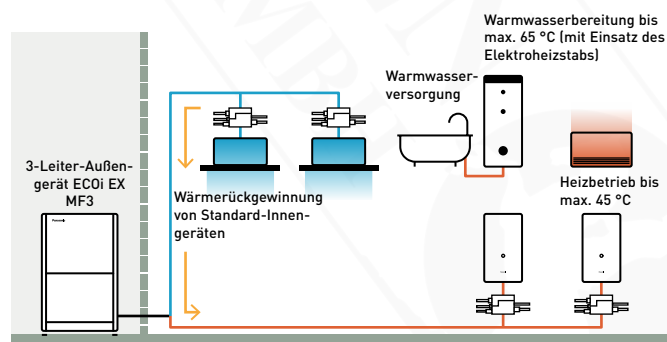 Warmwasserbereitung bis
max. 65 °C (mit Einsatz des
Elektroheizstabs)
Warmwasser-
versorgung
3-Leiter-Außen-
gerät ECOi EX
MF3
Wärmerückgewinnung
von Standard-Innen-
geräten
Heizbetrieb bis
max. 45 °C
Panasonic